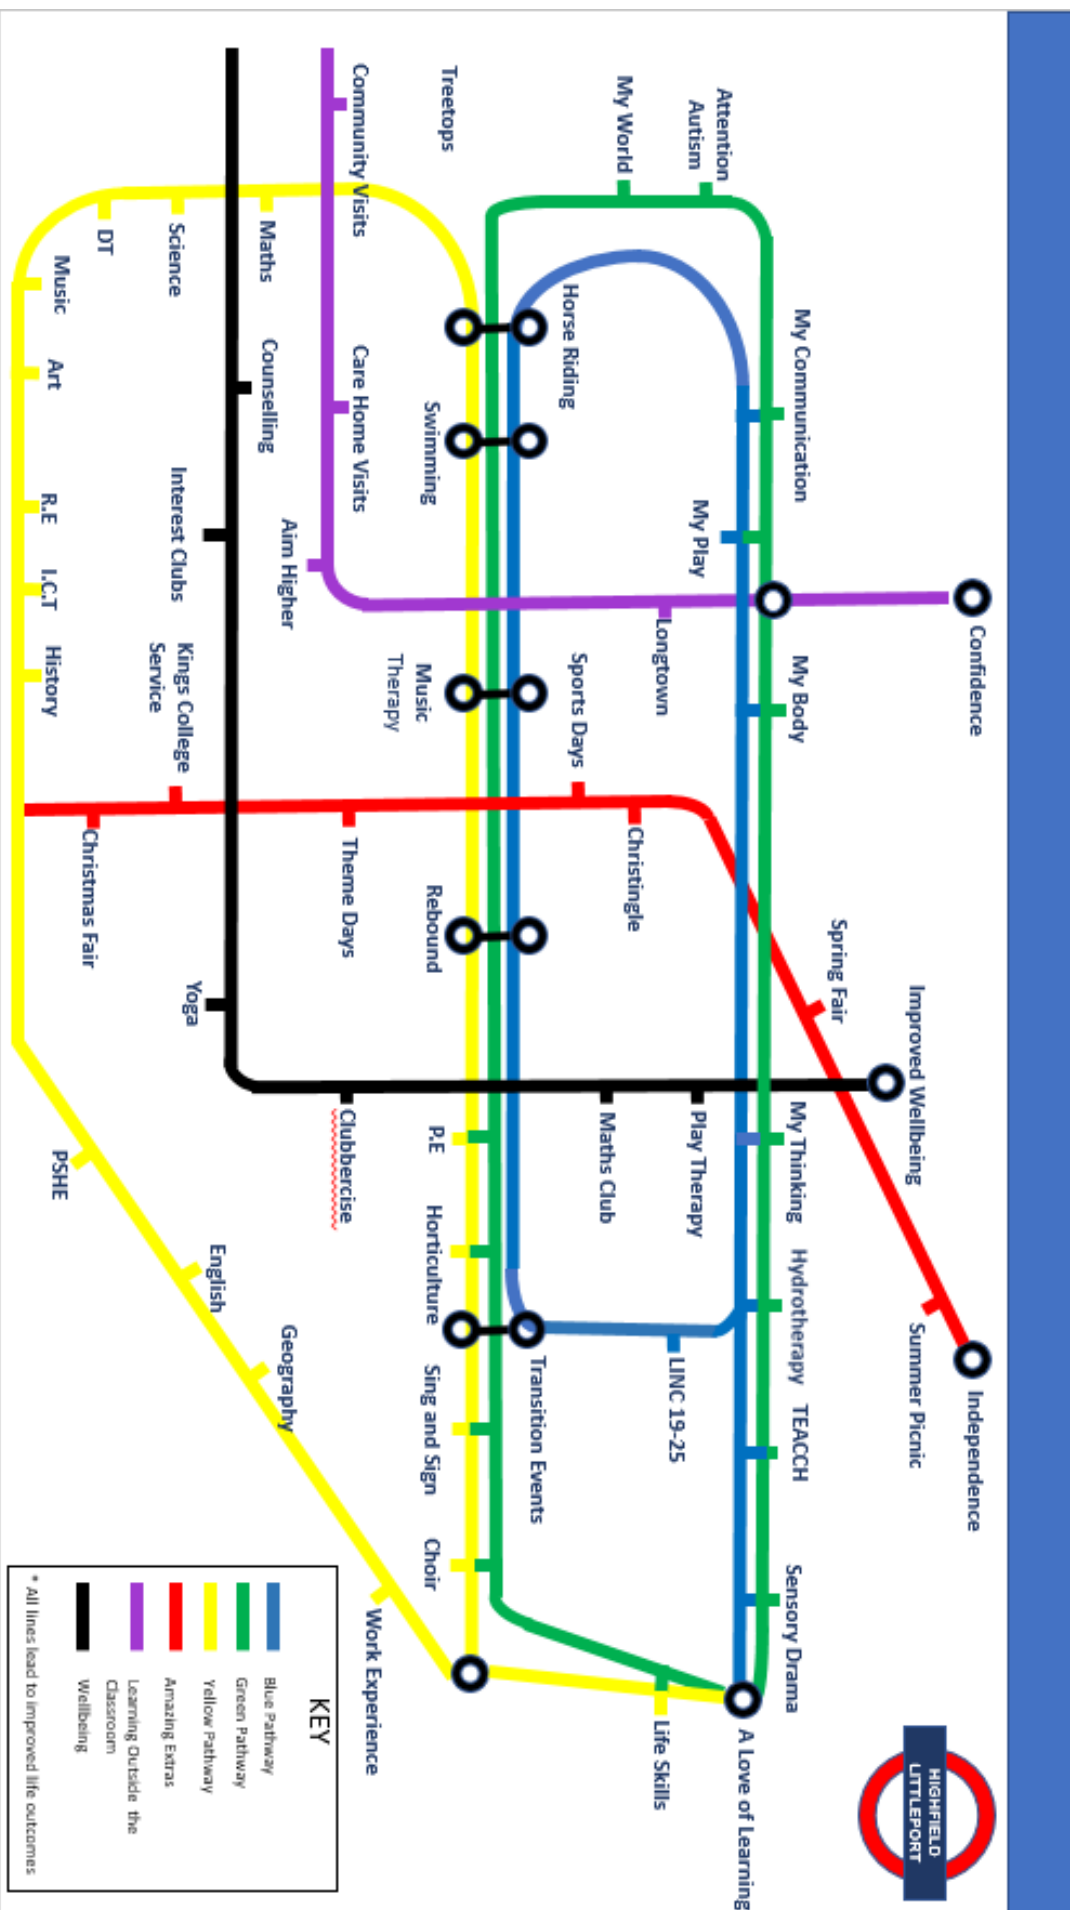 HIGHFIELD
LITTLEPORT
Confidence
Independence
Improved Wellbeing
Summer Picnic
Spring Fair
My Communication
My Body
My Thinking
Hydrotherapy
TEACCH
Sensory Drama
A Love of Learning
Attention
Autism
My World
My Play
Play Therapy
Longtown
LINC 19-25
Life Skills
Christingle
Maths Club
Sports Days
Horse Riding
Transition Events
Treetops
Swimming
Music
Therapy
Rebound
P.E
Horticulture
Sing and Sign
Choir
Community Visits
Care Home Visits
Theme Days
Clubbercise
Work Experience
Aim Higher
Geography
Maths
Counselling
English
Science
Interest Clubs
Kings College
Service
Yoga
DT
Christmas Fair
Music
Art
R.E
I.C.T
History
PSHE
KEY
Blue Pathway
Green Pathway
Yellow Pathway
Amazing Extras
Learning Outside the
Classroom
Wellbeing
* All lines lead to improved life outcomes